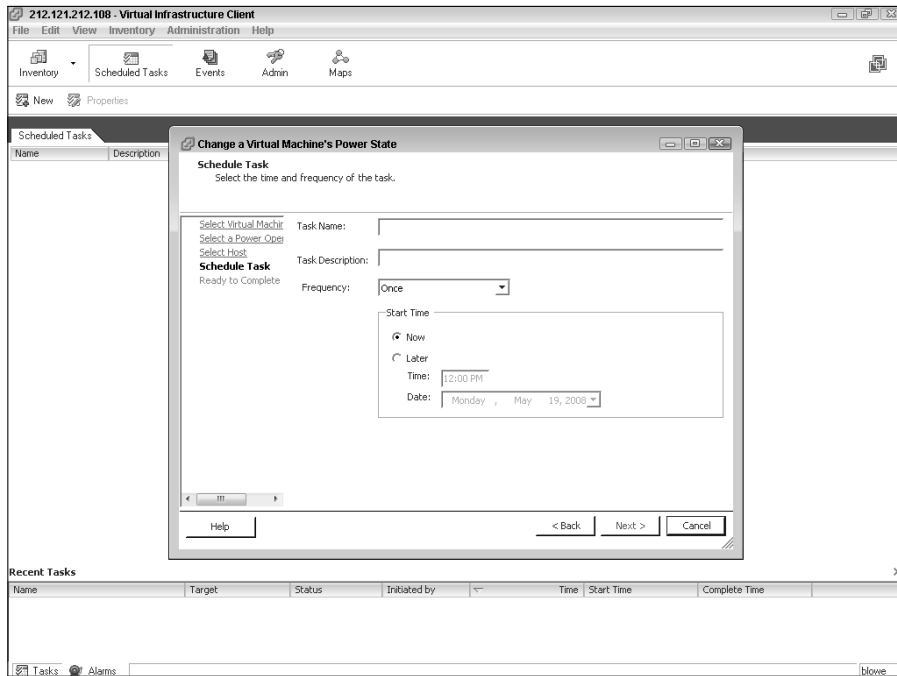 212.121.212.108 - Virtual Infrastructure Client
File Edit View Inventory Administration Help
Inventory Scheduled Tasks Events Admin Maps
New Properties
Scheduled Tasks
Name Description
Change a Virtual Machine's Power State
Schedule Task
Select the time and frequency of the task.
Select Virtual Machin
Select a Power Oper
Select Host
Schedule Task
Ready to Complete
Task Name:
Task Description:
Frequency: Once
Start Time
Now
Later
Time: 12:00 PM
Date: Monday , May 19, 2008
Help < Back Next > Cancel
Recent Tasks
Name Target Status Initiated by Time Start Time Complete Time
Tasks Alarms blowe